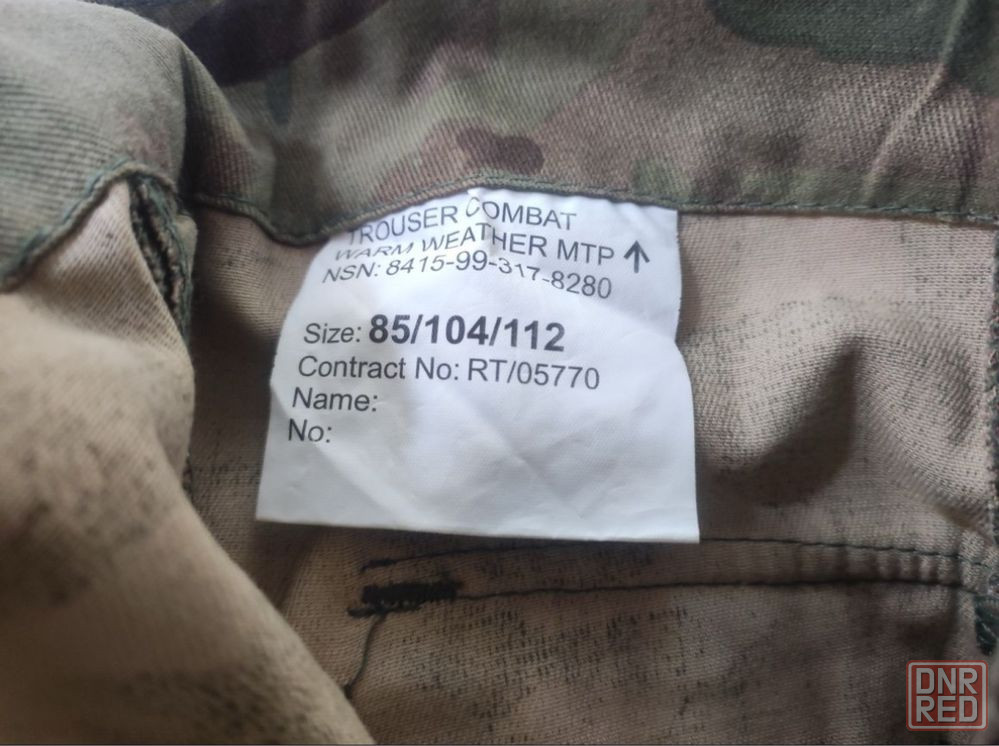 TROUSER COMBAT
WARM WEATHER MTP ↑
NSN: 8415-99-317-8280
Size: 85/104/112
Contract No: RT/05770
Name:
No:
DNR
RED